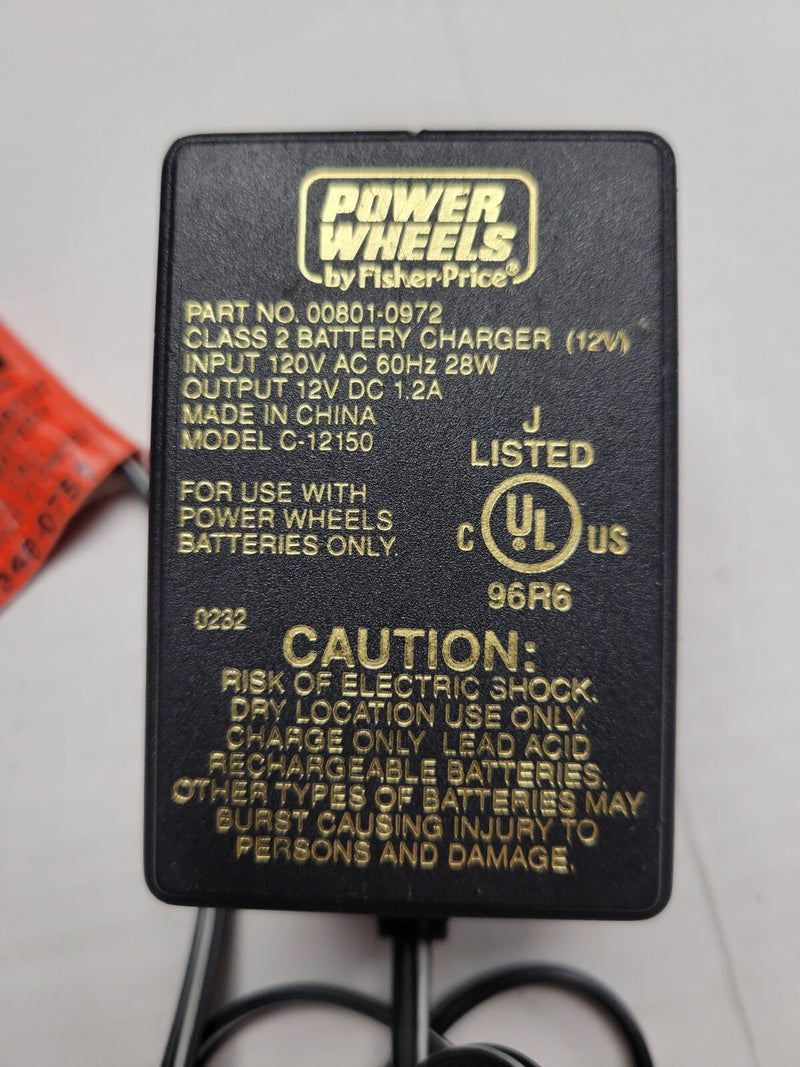 POWER
WHEELS
by Fisher-Price®
PART NO. 00801-0972
CLASS 2 BATTERY CHARGER (12V)
INPUT 120V AC 60Hz 28W
OUTPUT 12V DC 1.2A
MADE IN CHINA
MODEL C-12150
J
LISTED
FOR USE WITH
POWER WHEELS
BATTERIES ONLY.
C UL US
96R6
0232
CAUTION:
RISK OF ELECTRIC SHOCK.
DRY LOCATION USE ONLY.
CHARGE ONLY LEAD ACID
RECHARGEABLE BATTERIES.
OTHER TYPES OF BATTERIES MAY
BURST CAUSING INJURY TO
PERSONS AND DAMAGE.